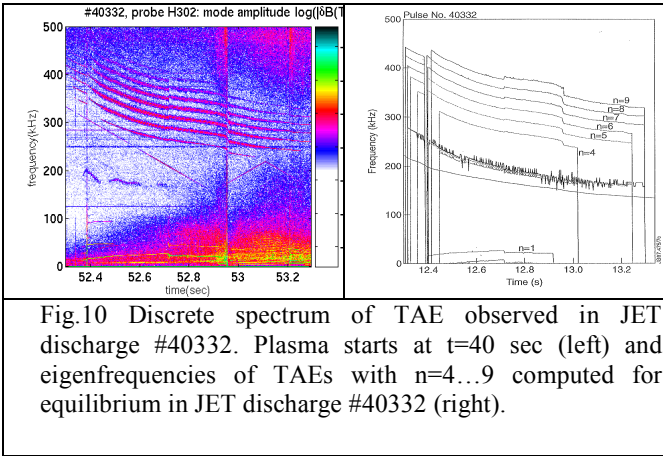 #40332, probe H302: mode amplitude log(|δB(T
500
400
300
200
100
0
frequency(kHz)
52.4 52.6 52.8 53 53.2
time(sec)
Pulse No. 40332
500
400
300
200
100
0
Frequency (kHz)
n=9
n=8
n=7
n=6
n=5
n=4
n=1
12.4 12.6 12.8 13.0 13.2
Time (s)
Fig.10 Discrete spectrum of TAE observed in JET
discharge #40332. Plasma starts at t=40 sec (left) and
eigenfrequencies of TAEs with n=4…9 computed for
equilibrium in JET discharge #40332 (right).